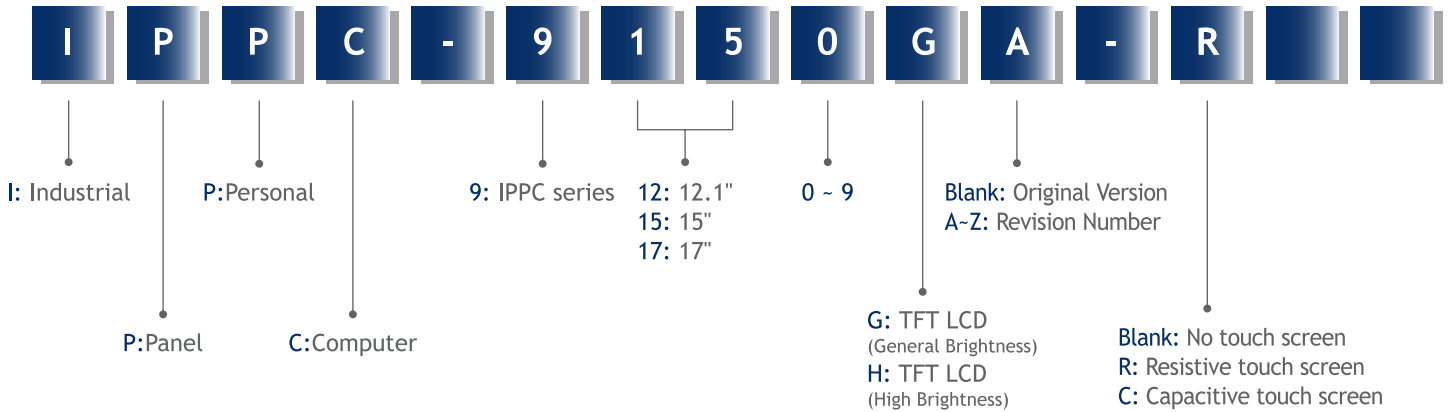 I P P C - 9 1 5 0 G A - R
I: Industrial
P:Personal
9: IPPC series
12: 12.1"
15: 15"
17: 17"
0 ~ 9
Blank: Original Version
A~Z: Revision Number
P:Panel
C:Computer
G: TFT LCD
(General Brightness)
H: TFT LCD
(High Brightness)
Blank: No touch screen
R: Resistive touch screen
C: Capacitive touch screen